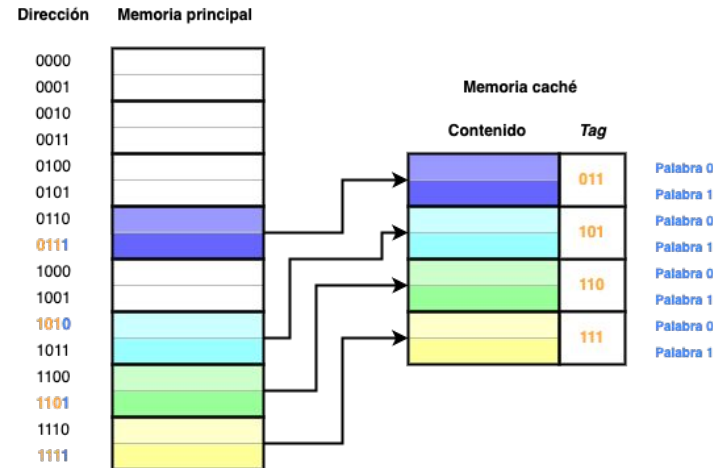 Dirección Memoria principal
0000
0001
0010
0011
0100
0101
0110
0111
1000
1001
1010
1011
1100
1101
1110
1111
Memoria caché
Contenido Tag
011 Palabra 0
Palabra 1
101 Palabra 0
Palabra 1
110 Palabra 0
Palabra 1
111 Palabra 0
Palabra 1